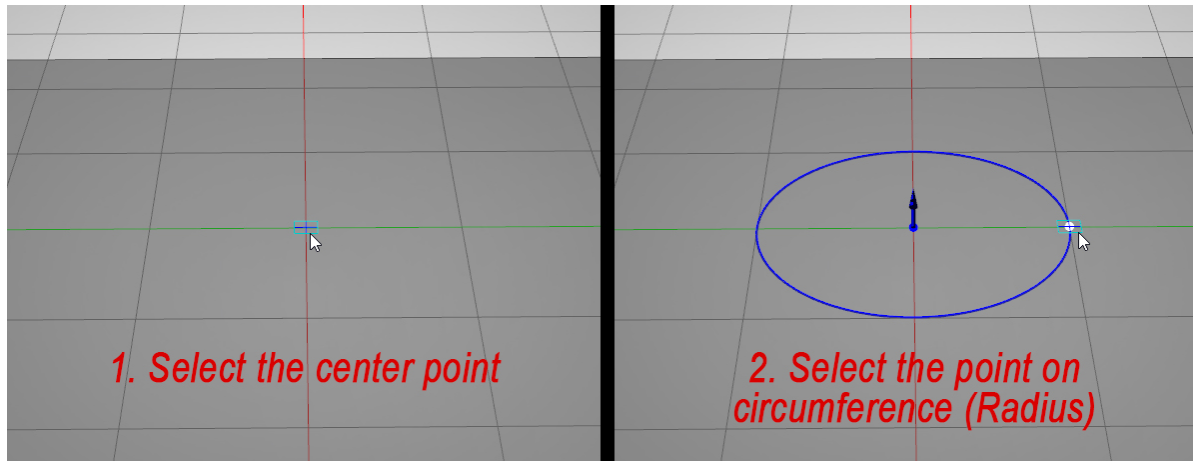 1. Select the center point
2. Select the point on
circumference (Radius)